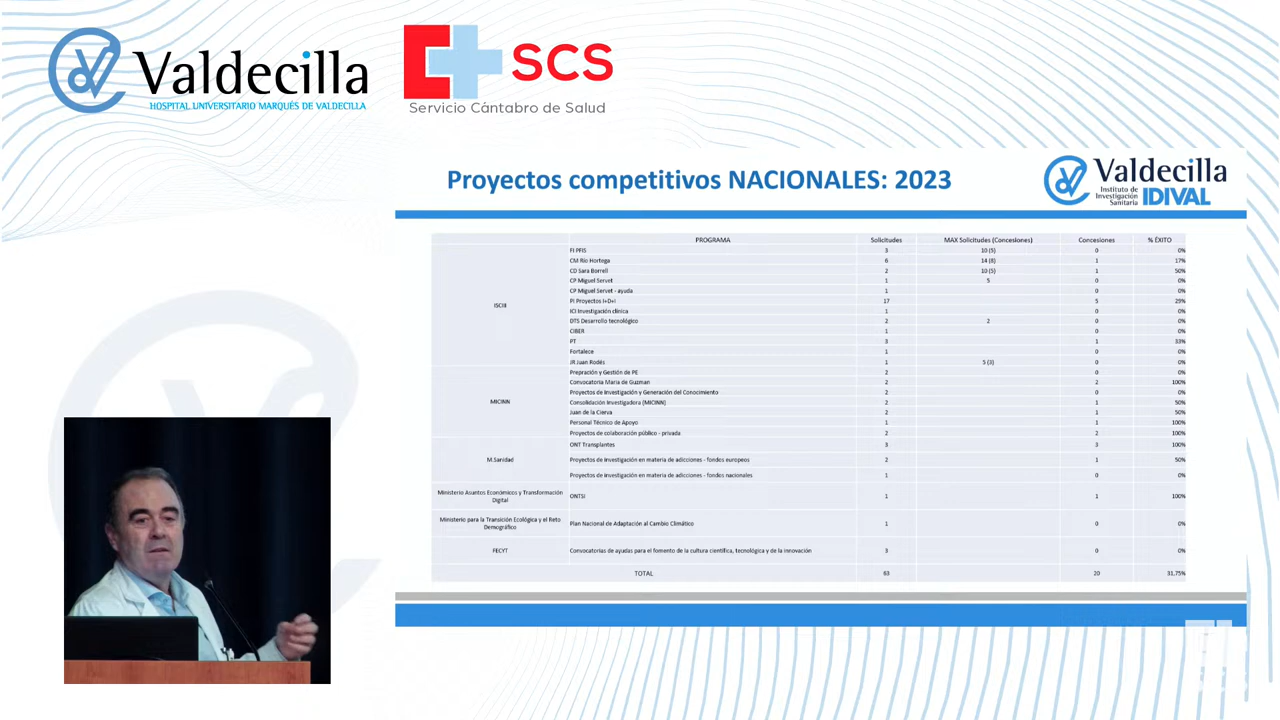 Valdecilla
HOSPITAL UNIVERSITARIO MARQUÉS DE VALDECILLA
SCS
Servicio Cántabro de Salud
Proyectos competitivos NACIONALES: 2023
Valdecilla
Instituto de
Investigación
Sanitaria
IDIVAL
PROGRAMA Solicitudes MAX Solicitudes (Concesiones) Concesiones % ÉXITO
ISCIII
FI PFIS 3 10 (5) 0 0%
CM Río Hortega 6 14 (8) 1 17%
CD Sara Borrell 2 10 (5) 1 50%
CP Miguel Servet 1 5 0 0%
CP Miguel Servet - ayuda 1 0 0%
PI Proyectos I+D+I 17 5 29%
ICI Investigación clínica 1 0 0%
DTS Desarrollo tecnológico 2 2 0 0%
CIBER 1 0 0%
PT 3 1 33%
Fortalece 1 0 0%
JR Juan Rodés 1 5 (3) 0 0%
MICINN
Prepración y Gestión de PE 2 0 0%
Convocatoria Maria de Guzman 2 2 100%
Proyectos de Investigación y Generación del Conocimiento 2 0 0%
Consolidación Investigadora (MICINN) 2 1 50%
Juan de la Cierva 2 1 50%
Personal Técnico de Apoyo 1 1 100%
Proyectos de colaboración público - privada 2 2 100%
M.Sanidad
ONT Transplantes 3 3 100%
Proyectos de Investigación en materia de adicciones - fondos europeos 2 1 50%
Proyectos de Investigación en materia de adicciones - fondos nacionales 1 0 0%
Ministerio Asuntos Económicos y Transformación
Digital
ONTSI 1 1 100%
Ministerio para la Transición Ecológica y el Reto
Demográfico
Plan Nacional de Adaptación al Cambio Climático 1 0 0%
FECYT Convocatorias de ayudas para el fomento de la cultura científica, tecnológica y de la innovación 3 0 0%
TOTAL 63 20 31.75%